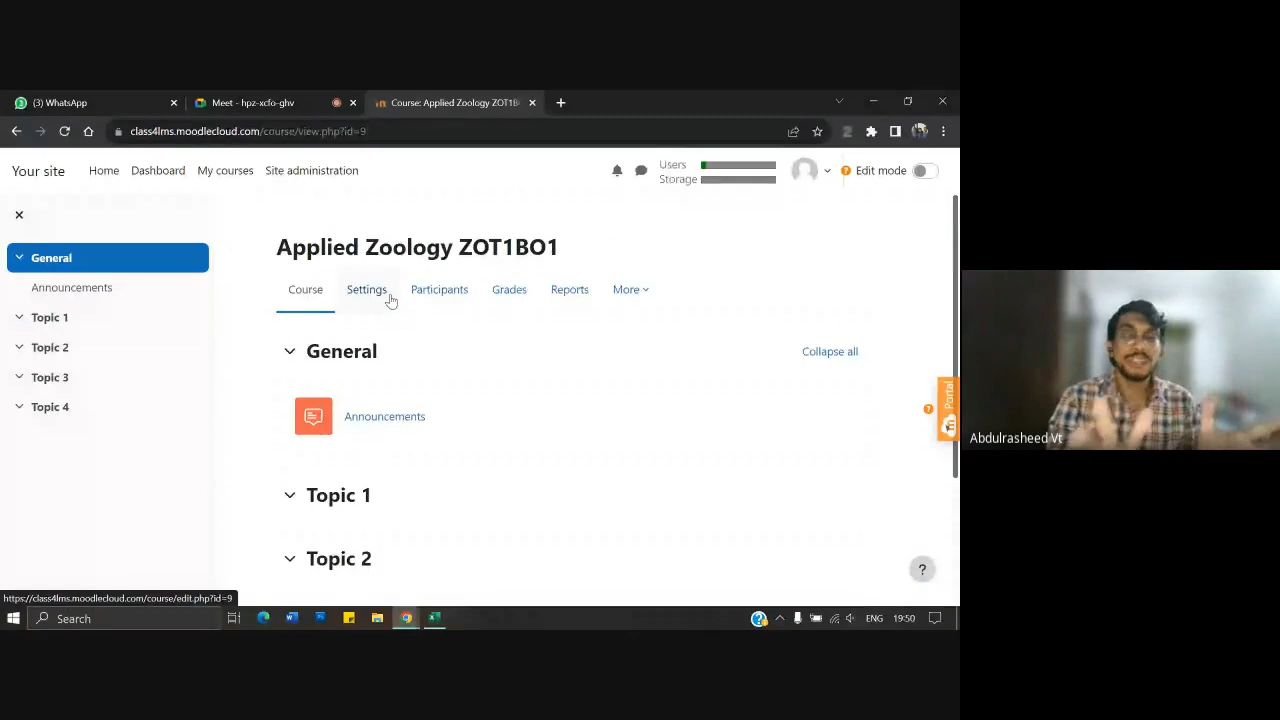 (3) WhatsApp
Meet - hpz-xcfo-ghv
Course: Applied Zoology ZOT1B
class4lms.moodlecloud.com/course/view.php?id=9
Your site
Home
Dashboard
My courses
Site administration
Users
Storage
Edit mode
General
Announcements
Topic 1
Topic 2
Topic 3
Topic 4
Applied Zoology ZOT1BO1
Course
Settings
Participants
Grades
Reports
More
General
Collapse all
Announcements
Topic 1
Topic 2
Portal
?
Abdulrasheed Vt
https://class4lms.moodlecloud.com/course/edit.php?id=9
Search
ENG
19:50